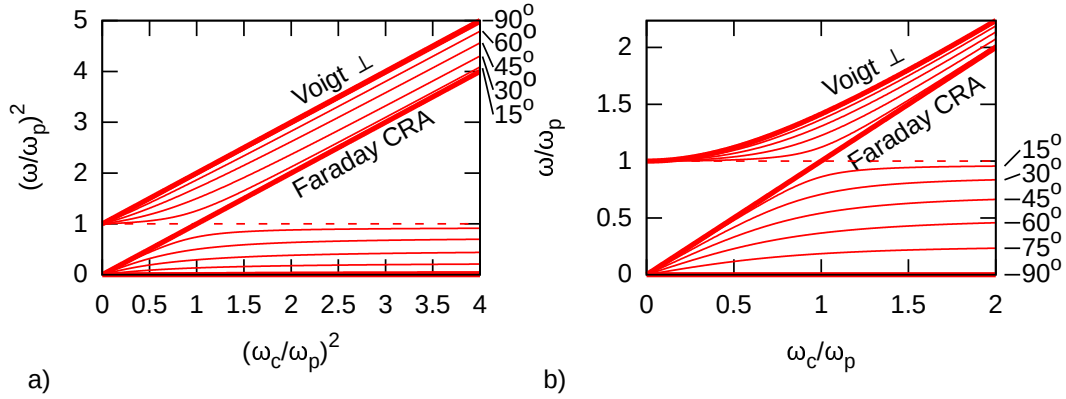 5
4
3
2
1
0
(ω/ωp)2
Voigt ⊥
Faraday CRA
90o
60o
45o
30o
15o
0 0.5 1 1.5 2 2.5 3 3.5 4
(ωc/ωp)2
a)
2
1.5
1
0.5
0
ω/ωp
Voigt ⊥
Faraday CRA
15o
30o
45o
60o
75o
90o
0 0.5 1 1.5 2
ωc/ωp
b)